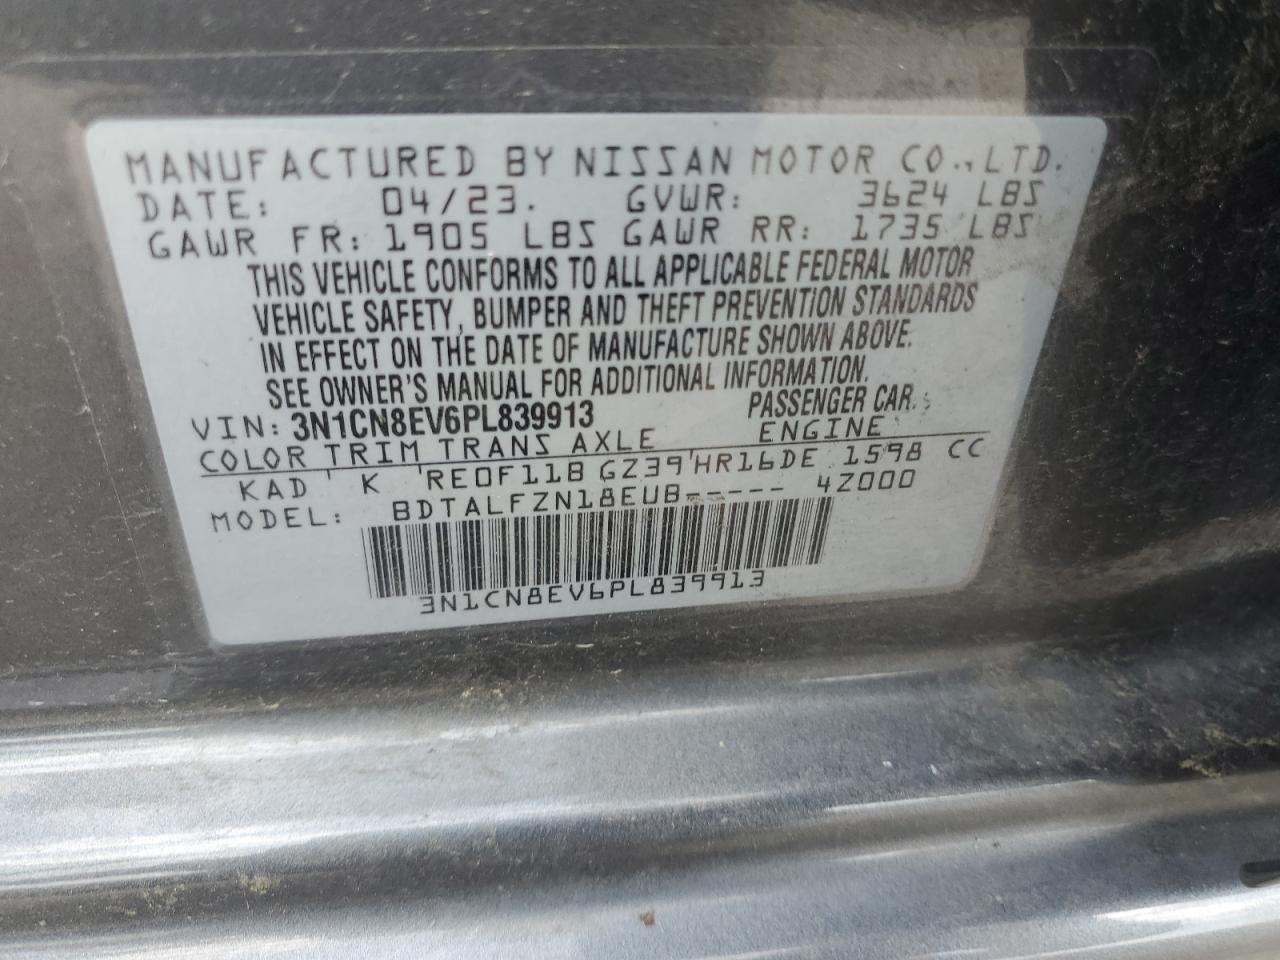 MANUFACTURED BY NISSAN MOTOR CO., LTD.
DATE: 04/23. GVWR: 3624 LBS
GAWR FR: 1905 LBS GAWR RR: 1735 LBS
THIS VEHICLE CONFORMS TO ALL APPLICABLE FEDERAL MOTOR
VEHICLE SAFETY, BUMPER AND THEFT PREVENTION STANDARDS
IN EFFECT ON THE DATE OF MANUFACTURE SHOWN ABOVE.
SEE OWNER'S MANUAL FOR ADDITIONAL INFORMATION.
VIN: 3N1CN8EV6PL839913 PASSENGER CAR.
COLOR TRIM TRANS AXLE ENGINE
KAD K RE0F11B GZ39 HR16DE 1598 CC
MODEL: BDTALFZN18EUB----- 4Z000
3N1CN8EV6PL839913